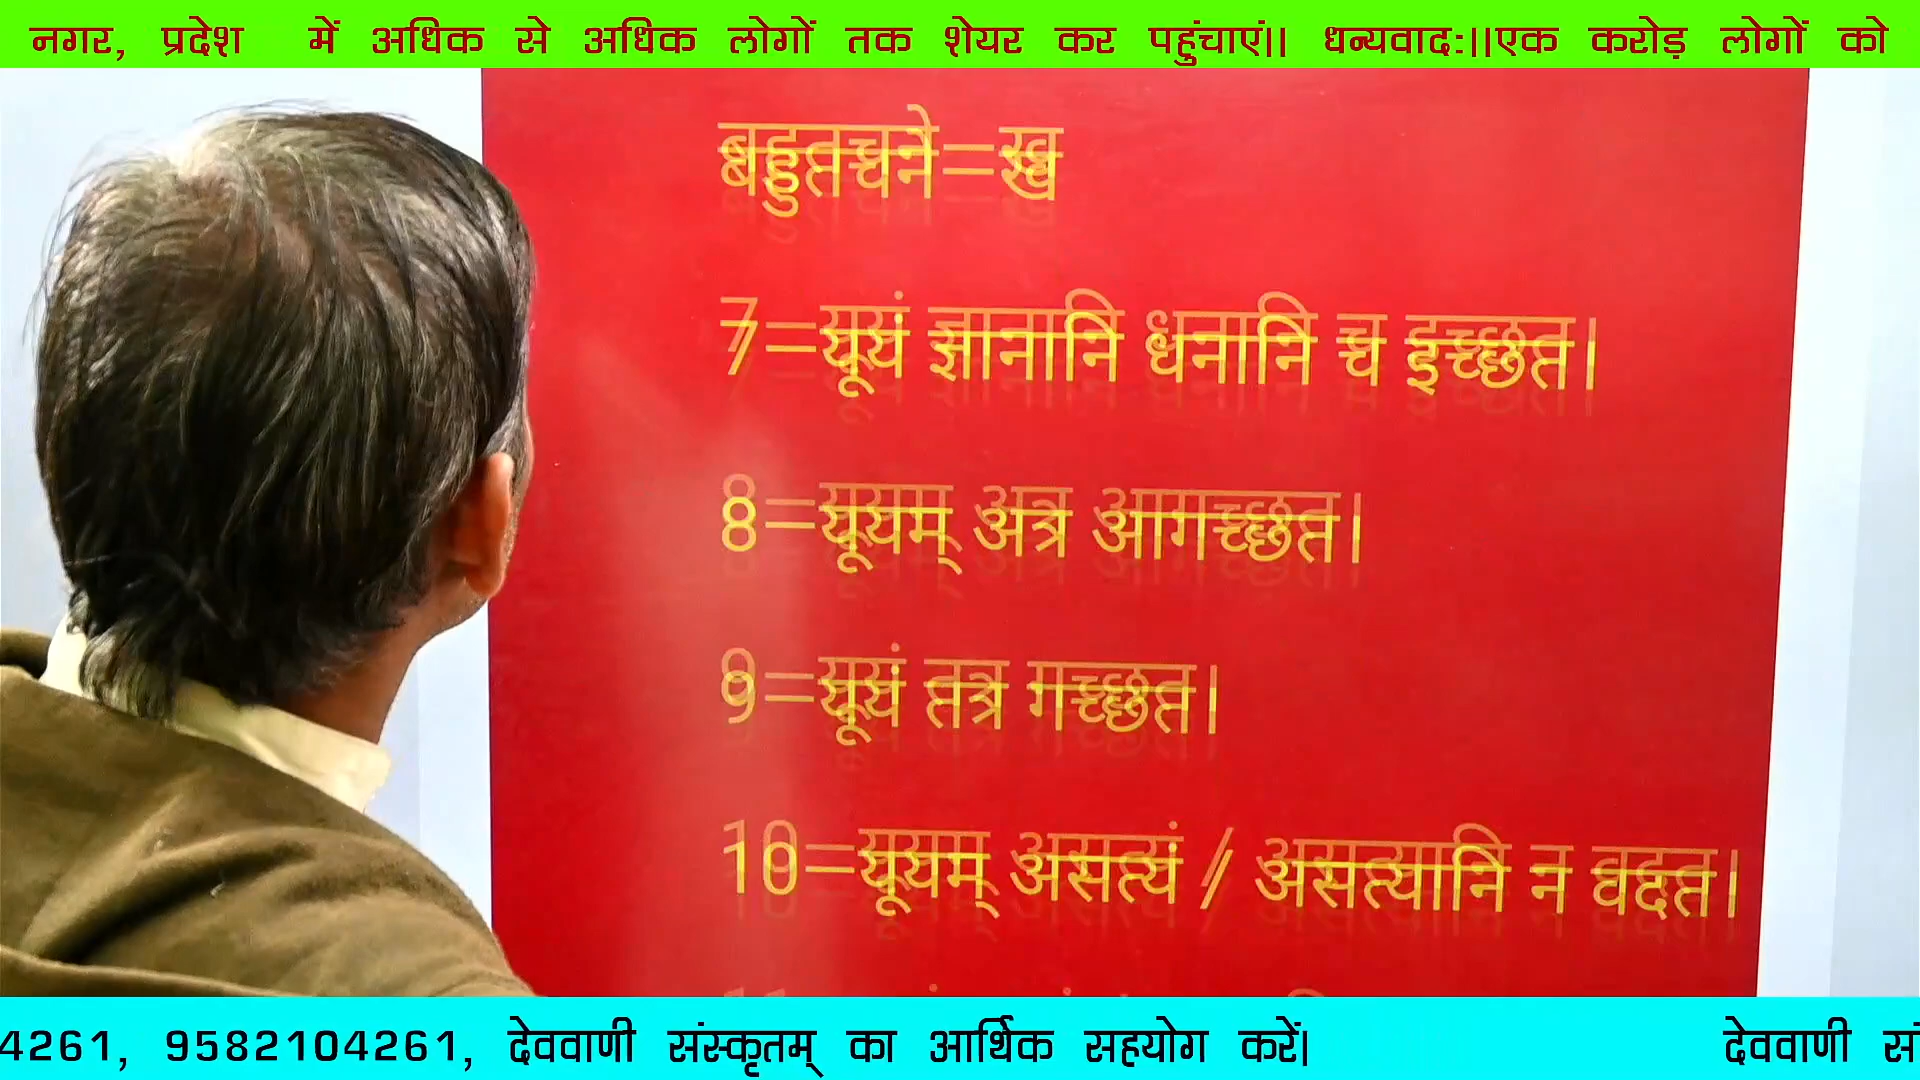 नगर, प्रदेश में अधिक से अधिक लोगों तक शेयर कर पहुंचाएं।। धन्यवादः।।एक करोड़ लोगों को
7=यूयं ज्ञानानि धनानि च इच्छत।
8=यूयम् अत्र आगच्छत।
9=यूयं तत्र गच्छत।
10=यूयम् असत्यं / असत्यानि न वदत।
4261, 9582104261, देववाणी संस्कृतम् का आर्थिक सहयोग करें। देववाणी